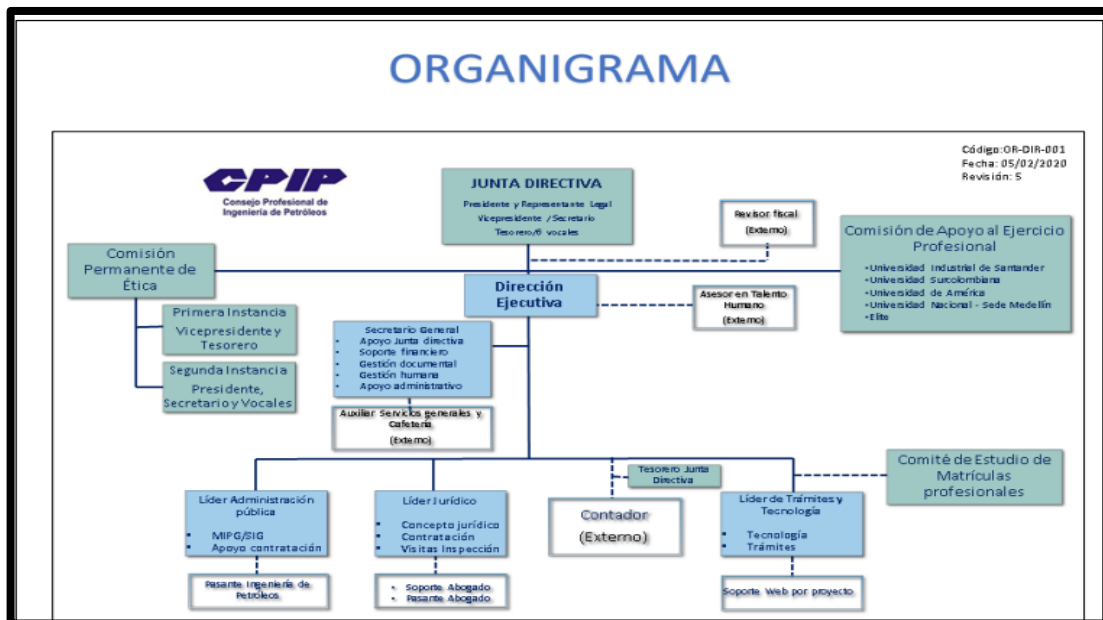 ORGANIGRAMA
Código:OR-DIR-001
Fecha: 05/02/2020
Revisión: 5
CPIP
Consejo Profesional de
Ingeniería de Petróleos
JUNTA DIRECTIVA
Presidente y Representante Legal
Vicepresidente /Secretario
Tesorero/6 vocales
Revisor fiscal
(Externo)
Comisión de Apoyo al Ejercicio
Profesional
•Universidad Industrial de Santander
•Universidad Surcolombiana
•Universidad de América
•Universidad Nacional - Sede Medellín
•Elite
Comisión
Permanente de
Ética
Primera Instancia
Vicepresidente y
Tesorero
Segunda Instancia
Presidente,
Secretario y Vocales
Dirección
Ejecutiva
Asesor en Talento
Humano
(Externo)
Secretario General
• Apoyo Junta directiva
• Soporte financiero
• Gestión documental
• Gestión humana
• Apoyo administrativo
Auxiliar Servicios generales y
Cafetería
(Externo)
Líder Administración
pública
• MIPG/SIG
• Apoyo contratación
Pasante Ingeniería de
Petróleos
Líder Jurídico
• Concepto jurídico
• Contratación
• Visitas Inspección
• Soporte Abogado
• Pasante Abogado
Tesorero Junta
Directiva
Contador
(Externo)
Líder de Trámites y
Tecnología
• Tecnología
• Trámites
Soporte Web por proyecto
Comité de Estudio de
Matrículas
profesionales